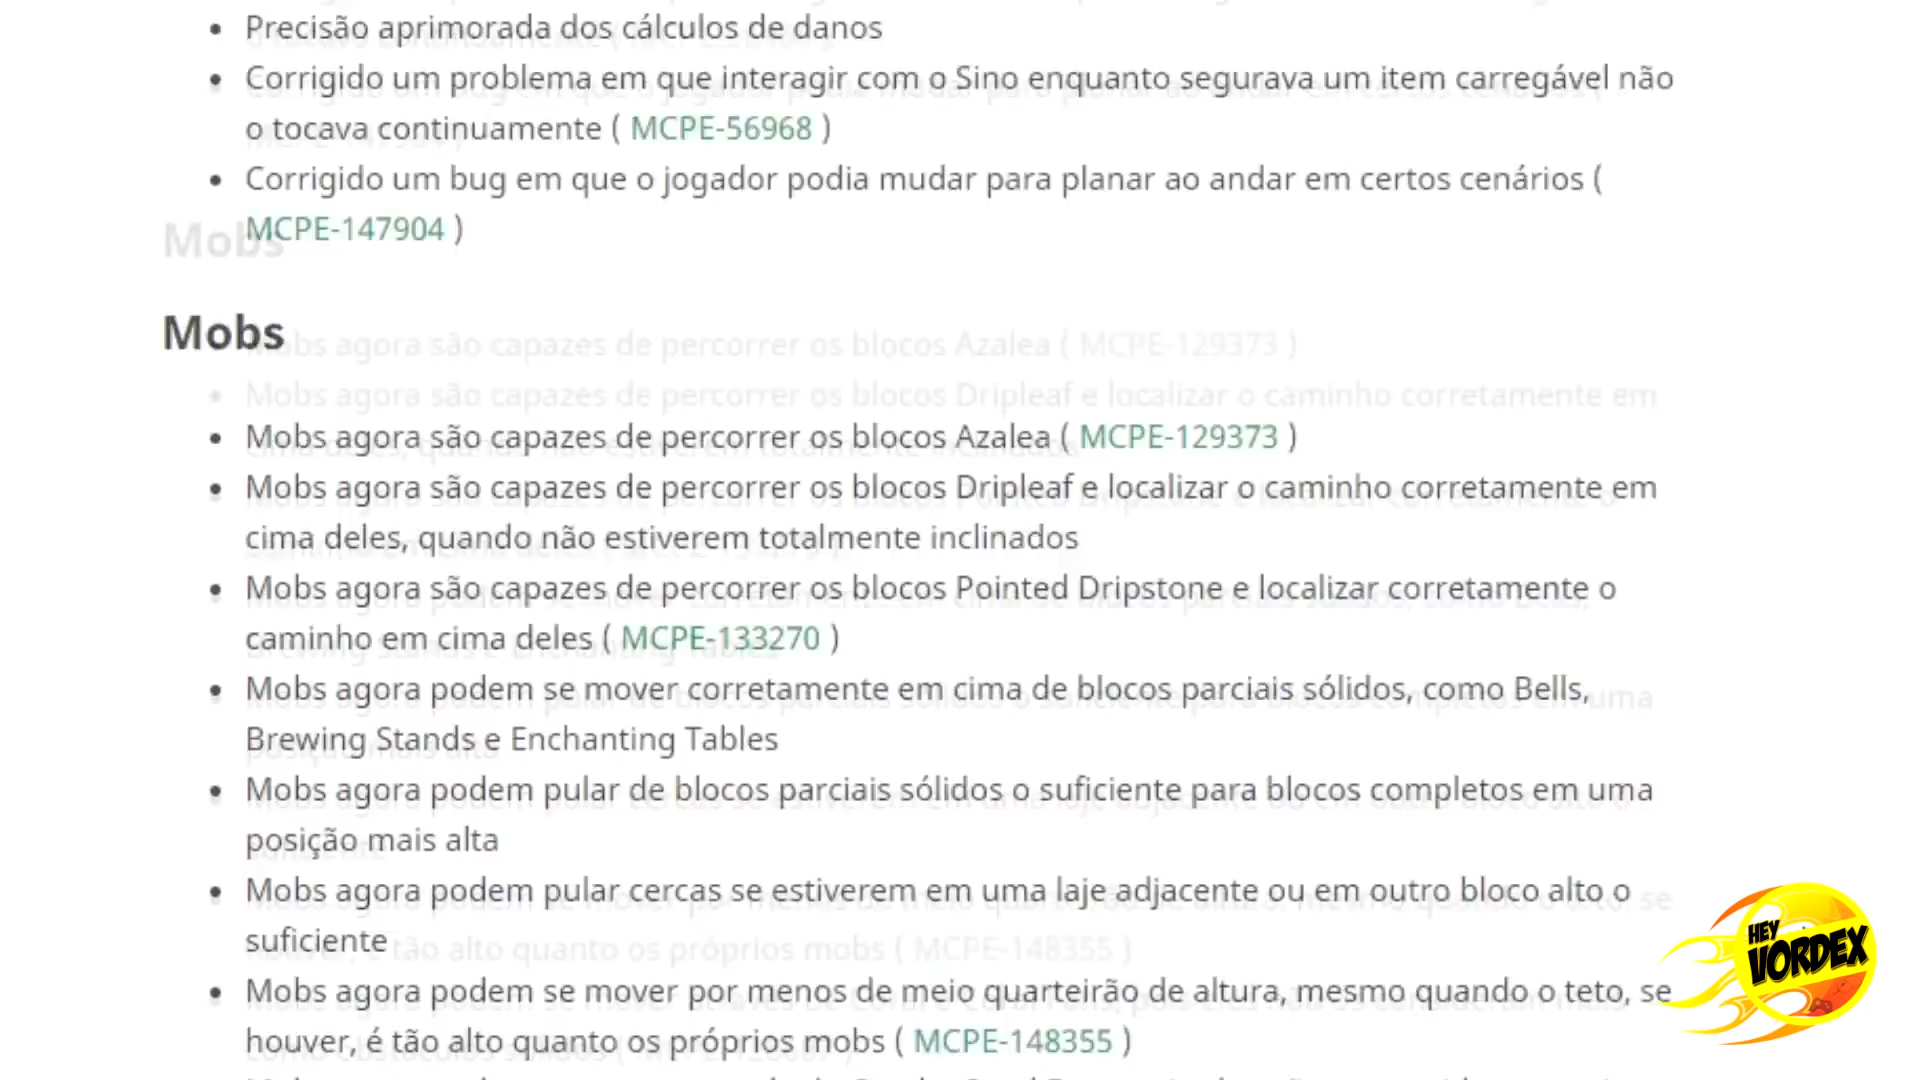 Precisão aprimorada dos cálculos de danos
Corrigido um problema em que interagir com o Sino enquanto segurava um item carregável não
o tocava continuamente ( MCPE-56968 )
Corrigido um bug em que o jogador podia mudar para planar ao andar em certos cenários (
MCPE-147904 )
Mobs
Mobs agora são capazes de percorrer os blocos Azalea ( MCPE-129373 )
Mobs agora são capazes de percorrer os blocos Dripleaf e localizar o caminho corretamente em
cima deles, quando não estiverem totalmente inclinados
Mobs agora são capazes de percorrer os blocos Pointed Dripstone e localizar corretamente o
caminho em cima deles ( MCPE-133270 )
Mobs agora podem se mover corretamente em cima de blocos parciais sólidos, como Bells,
Brewing Stands e Enchanting Tables
Mobs agora podem pular de blocos parciais sólidos o suficiente para blocos completos em uma
posição mais alta
Mobs agora podem pular cercas se estiverem em uma laje adjacente ou em outro bloco alto o
suficiente
Mobs agora podem se mover por menos de meio quarteirão de altura, mesmo quando o teto, se
houver, é tão alto quanto os próprios mobs ( MCPE-148355 )
HEY
VORDEX